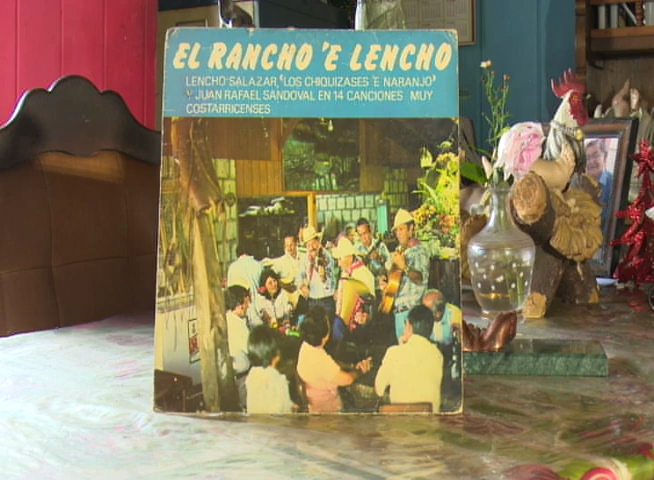 EL RANCHO 'E LENCHO
LENCHO SALAZAR, "LOS CHIQUIZASES 'E NARANJO"
Y JUAN RAFAEL SANDOVAL EN 14 CANCIONES MUY
COSTARRICENSES